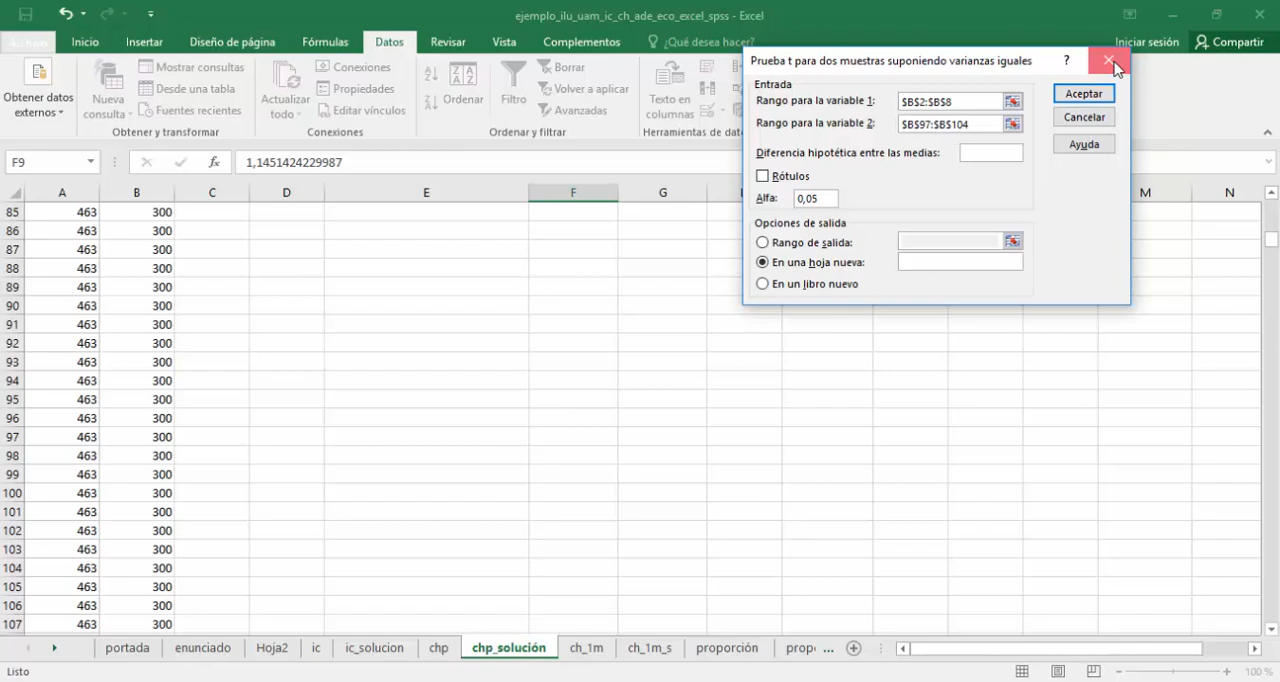 ejemplo_ilu_uam_ic_ch_ade_eco_excel_spss - Excel
Inicio Insertar Diseño de página Fórmulas Datos Revisar Vista Complementos ¿Qué desea hacer? Iniciar sesión Compartir
Obtener datos externos
Nueva consulta
Mostrar consultas
Desde una tabla
Fuentes recientes
Obtener y transformar
Actualizar todo
Conexiones
Propiedades
Editar vínculos
Conexiones
Ordenar
Filtro
Borrar
Volver a aplicar
Avanzadas
Ordenar y filtrar
Texto en columnas
Herramientas de dat
Prueba t para dos muestras suponiendo varianzas iguales ?
Entrada
Rango para la variable 1: $B$2:$B$8
Rango para la variable 2: $B$97:$B$104
Diferencia hipotética entre las medias:
Rótulos
Alfa: 0,05
Opciones de salida
Rango de salida:
En una hoja nueva:
En un libro nuevo
Aceptar
Cancelar
Ayuda
F9 fx 1,1451424229987
A B C D E F G M N
85 463 300
86 463 300
87 463 300
88 463 300
89 463 300
90 463 300
91 463 300
92 463 300
93 463 300
94 463 300
95 463 300
96 463 300
97 463 300
98 463 300
99 463 300
100 463 300
101 463 300
102 463 300
103 463 300
104 463 300
105 463 300
106 463 300
107 463 300
portada enunciado Hoja2 ic ic_solucion chp chp_solución ch_1m ch_1m_s proporción prop ...
Listo 100 %